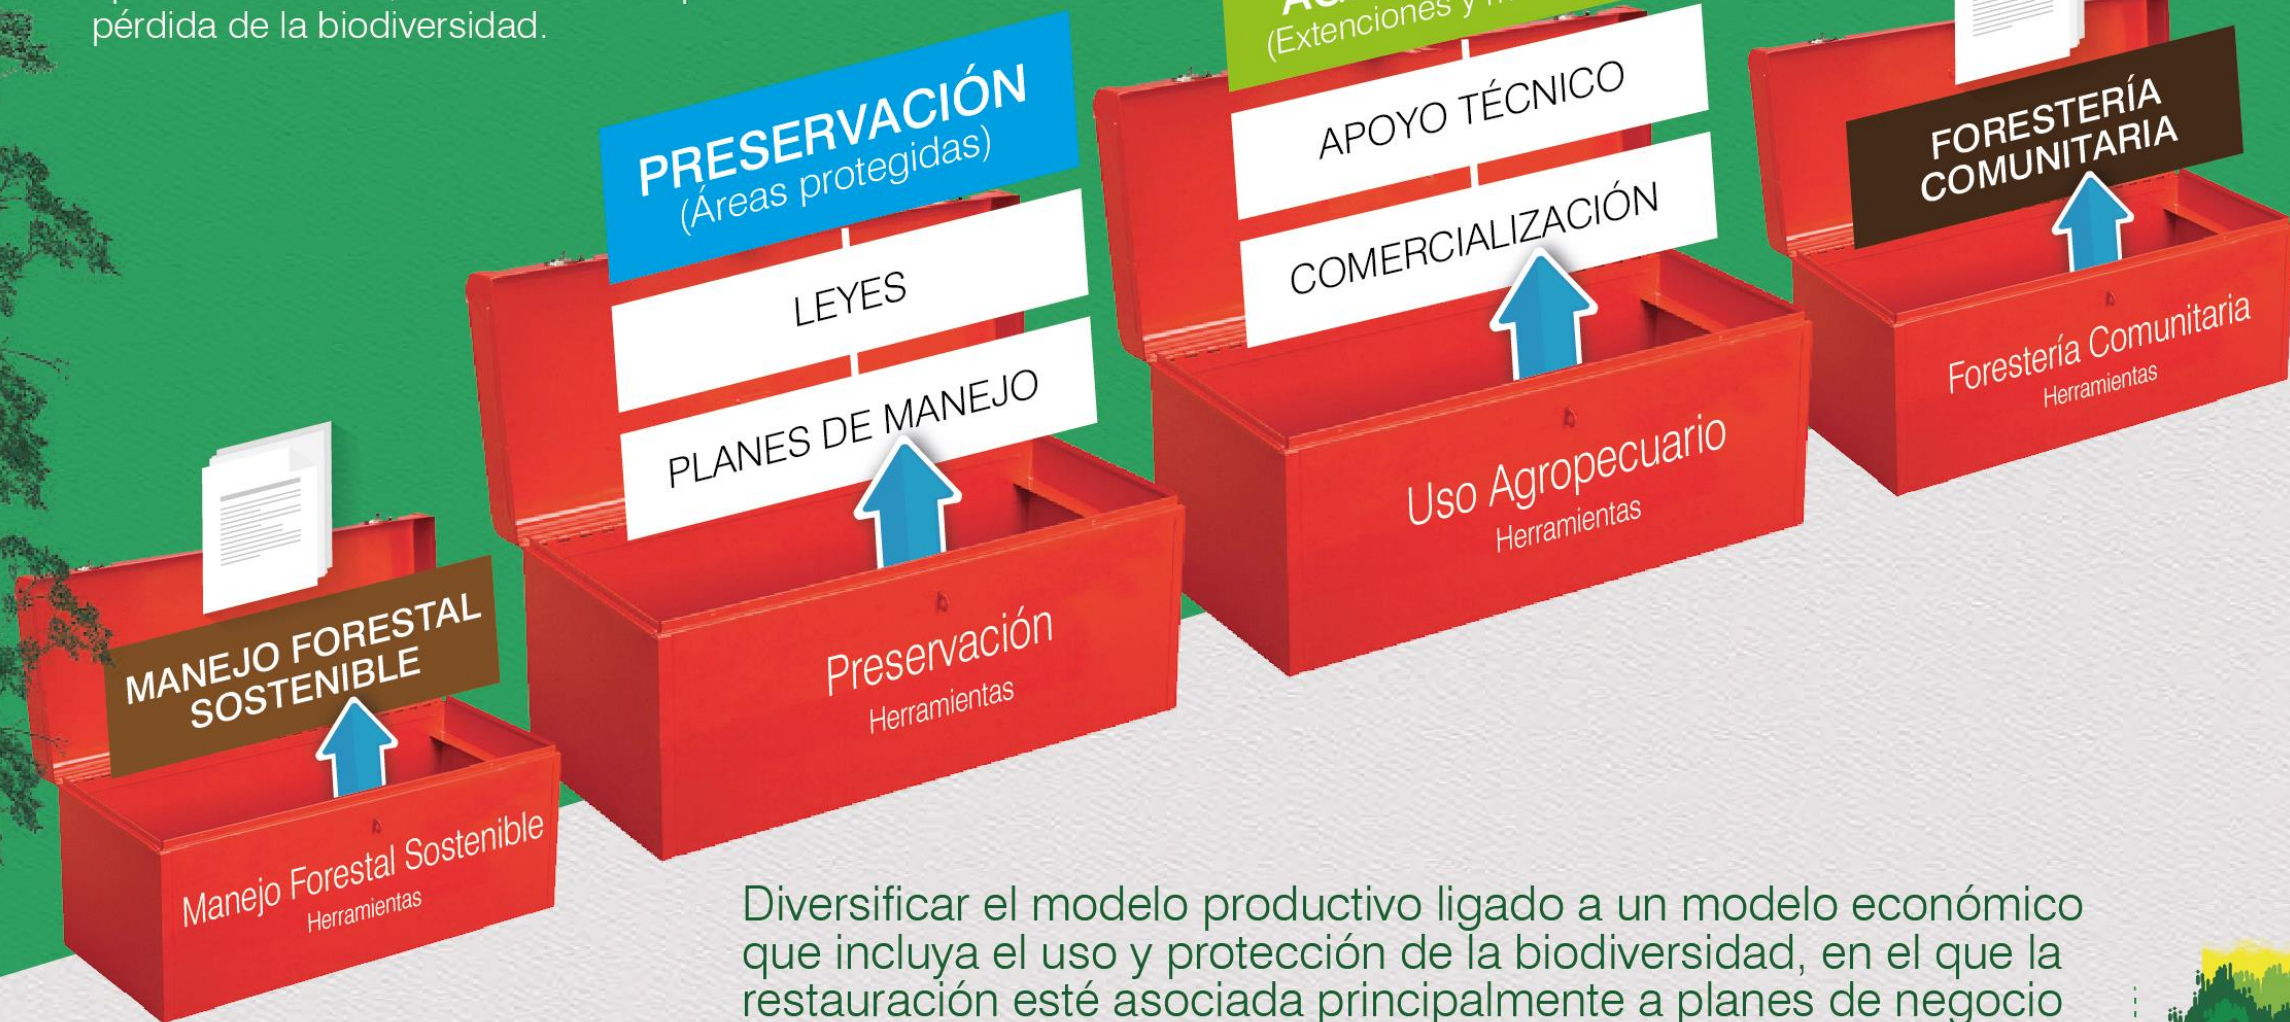 pérdida de la biodiversidad.
PRESERVACIÓN
(Áreas protegidas)
LEYES
PLANES DE MANEJO
(Extenciones y
APOYO TÉCNICO
COMERCIALIZACIÓN
FORESTERÍA
COMUNITARIA
MANEJO FORESTAL
SOSTENIBLE
Manejo Forestal Sostenible
Herramientas
Preservación
Herramientas
Uso Agropecuario
Herramientas
Forestería Comunitaria
Herramientas
Diversificar el modelo productivo ligado a un modelo económico
que incluya el uso y protección de la biodiversidad, en el que la
restauración esté asociada principalmente a planes de negocio